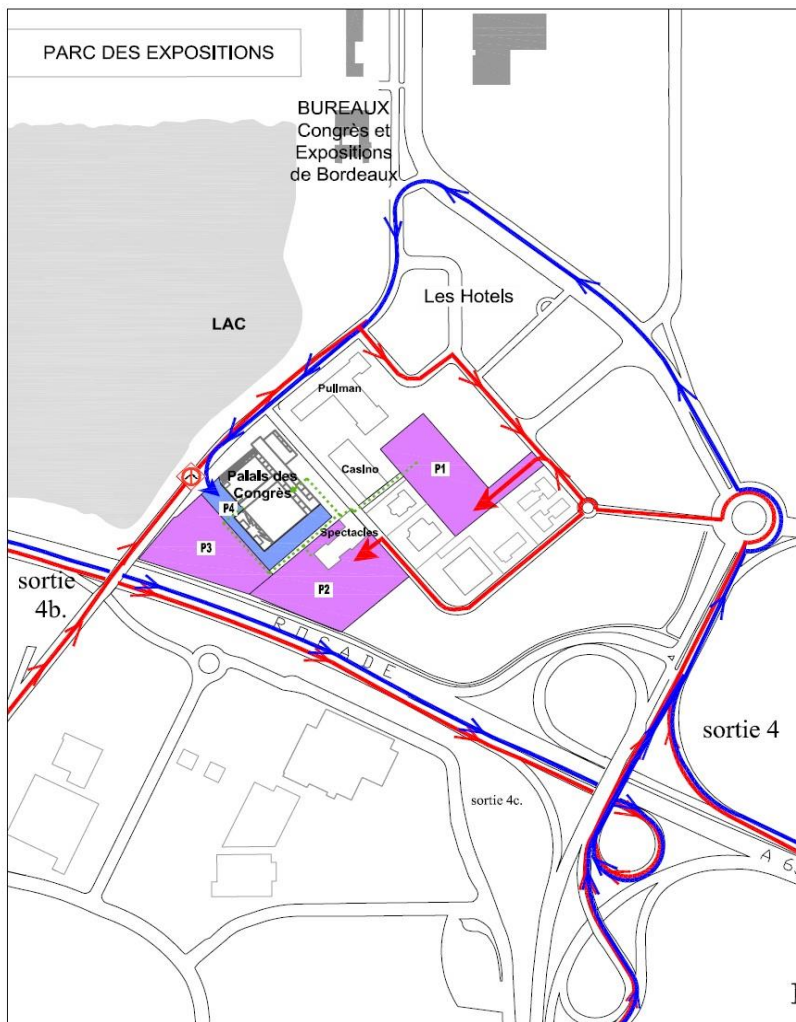 PARC DES EXPOSITIONS
BUREAUX
Congrès et
Expositions
de Bordeaux
Les Hotels
LAC
Pullman
Casino
P1
Palais des
Congrès
P4
Spectacles
P3
P2
sortie
4b.
ROCADE
sortie 4
sortie 4c.